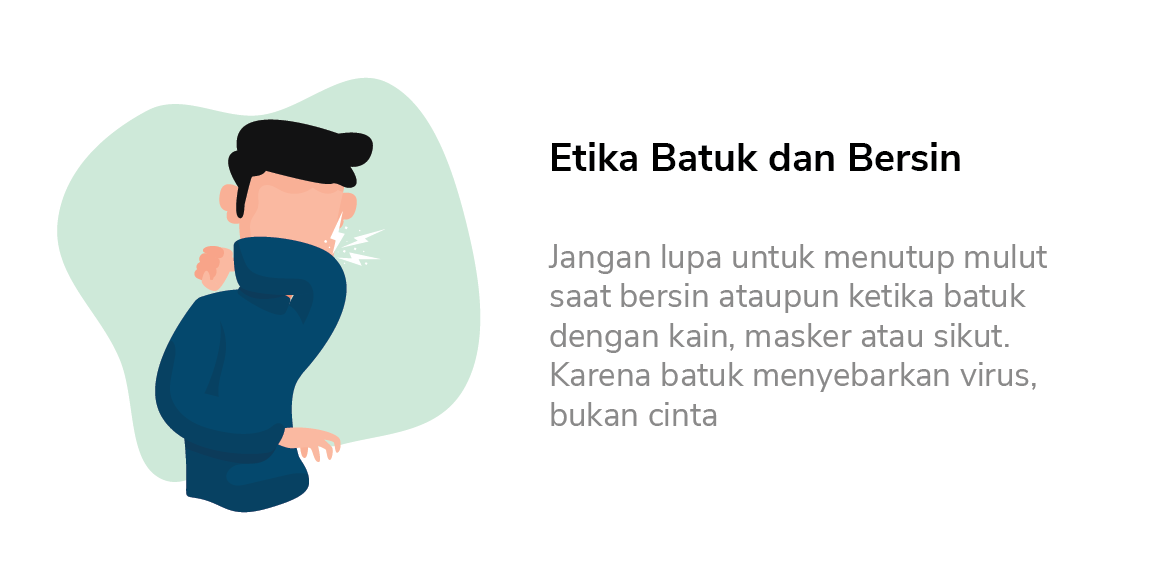 Etika Batuk dan Bersin
Jangan lupa untuk menutup mulut
saat bersin ataupun ketika batuk
dengan kain, masker atau sikut.
Karena batuk menyebarkan virus,
bukan cinta